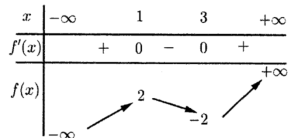 x −∞ 1 3 +∞
f′(x) + 0 − 0 +
+∞
f(x) 2
−2
−∞